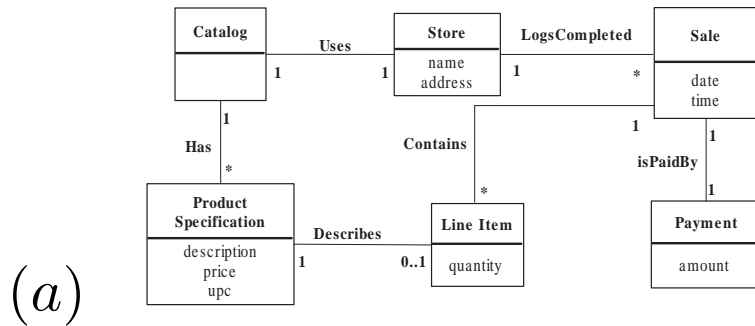 Catalog
Uses
1
1
Store
name
address
LogsCompleted
1
*
Sale
date
time
1
Has
*
Contains
1
*
1
isPaidBy
1
Product
Specification
description
price
upc
Describes
1
0..1
Line Item
quantity
Payment
amount
(a)